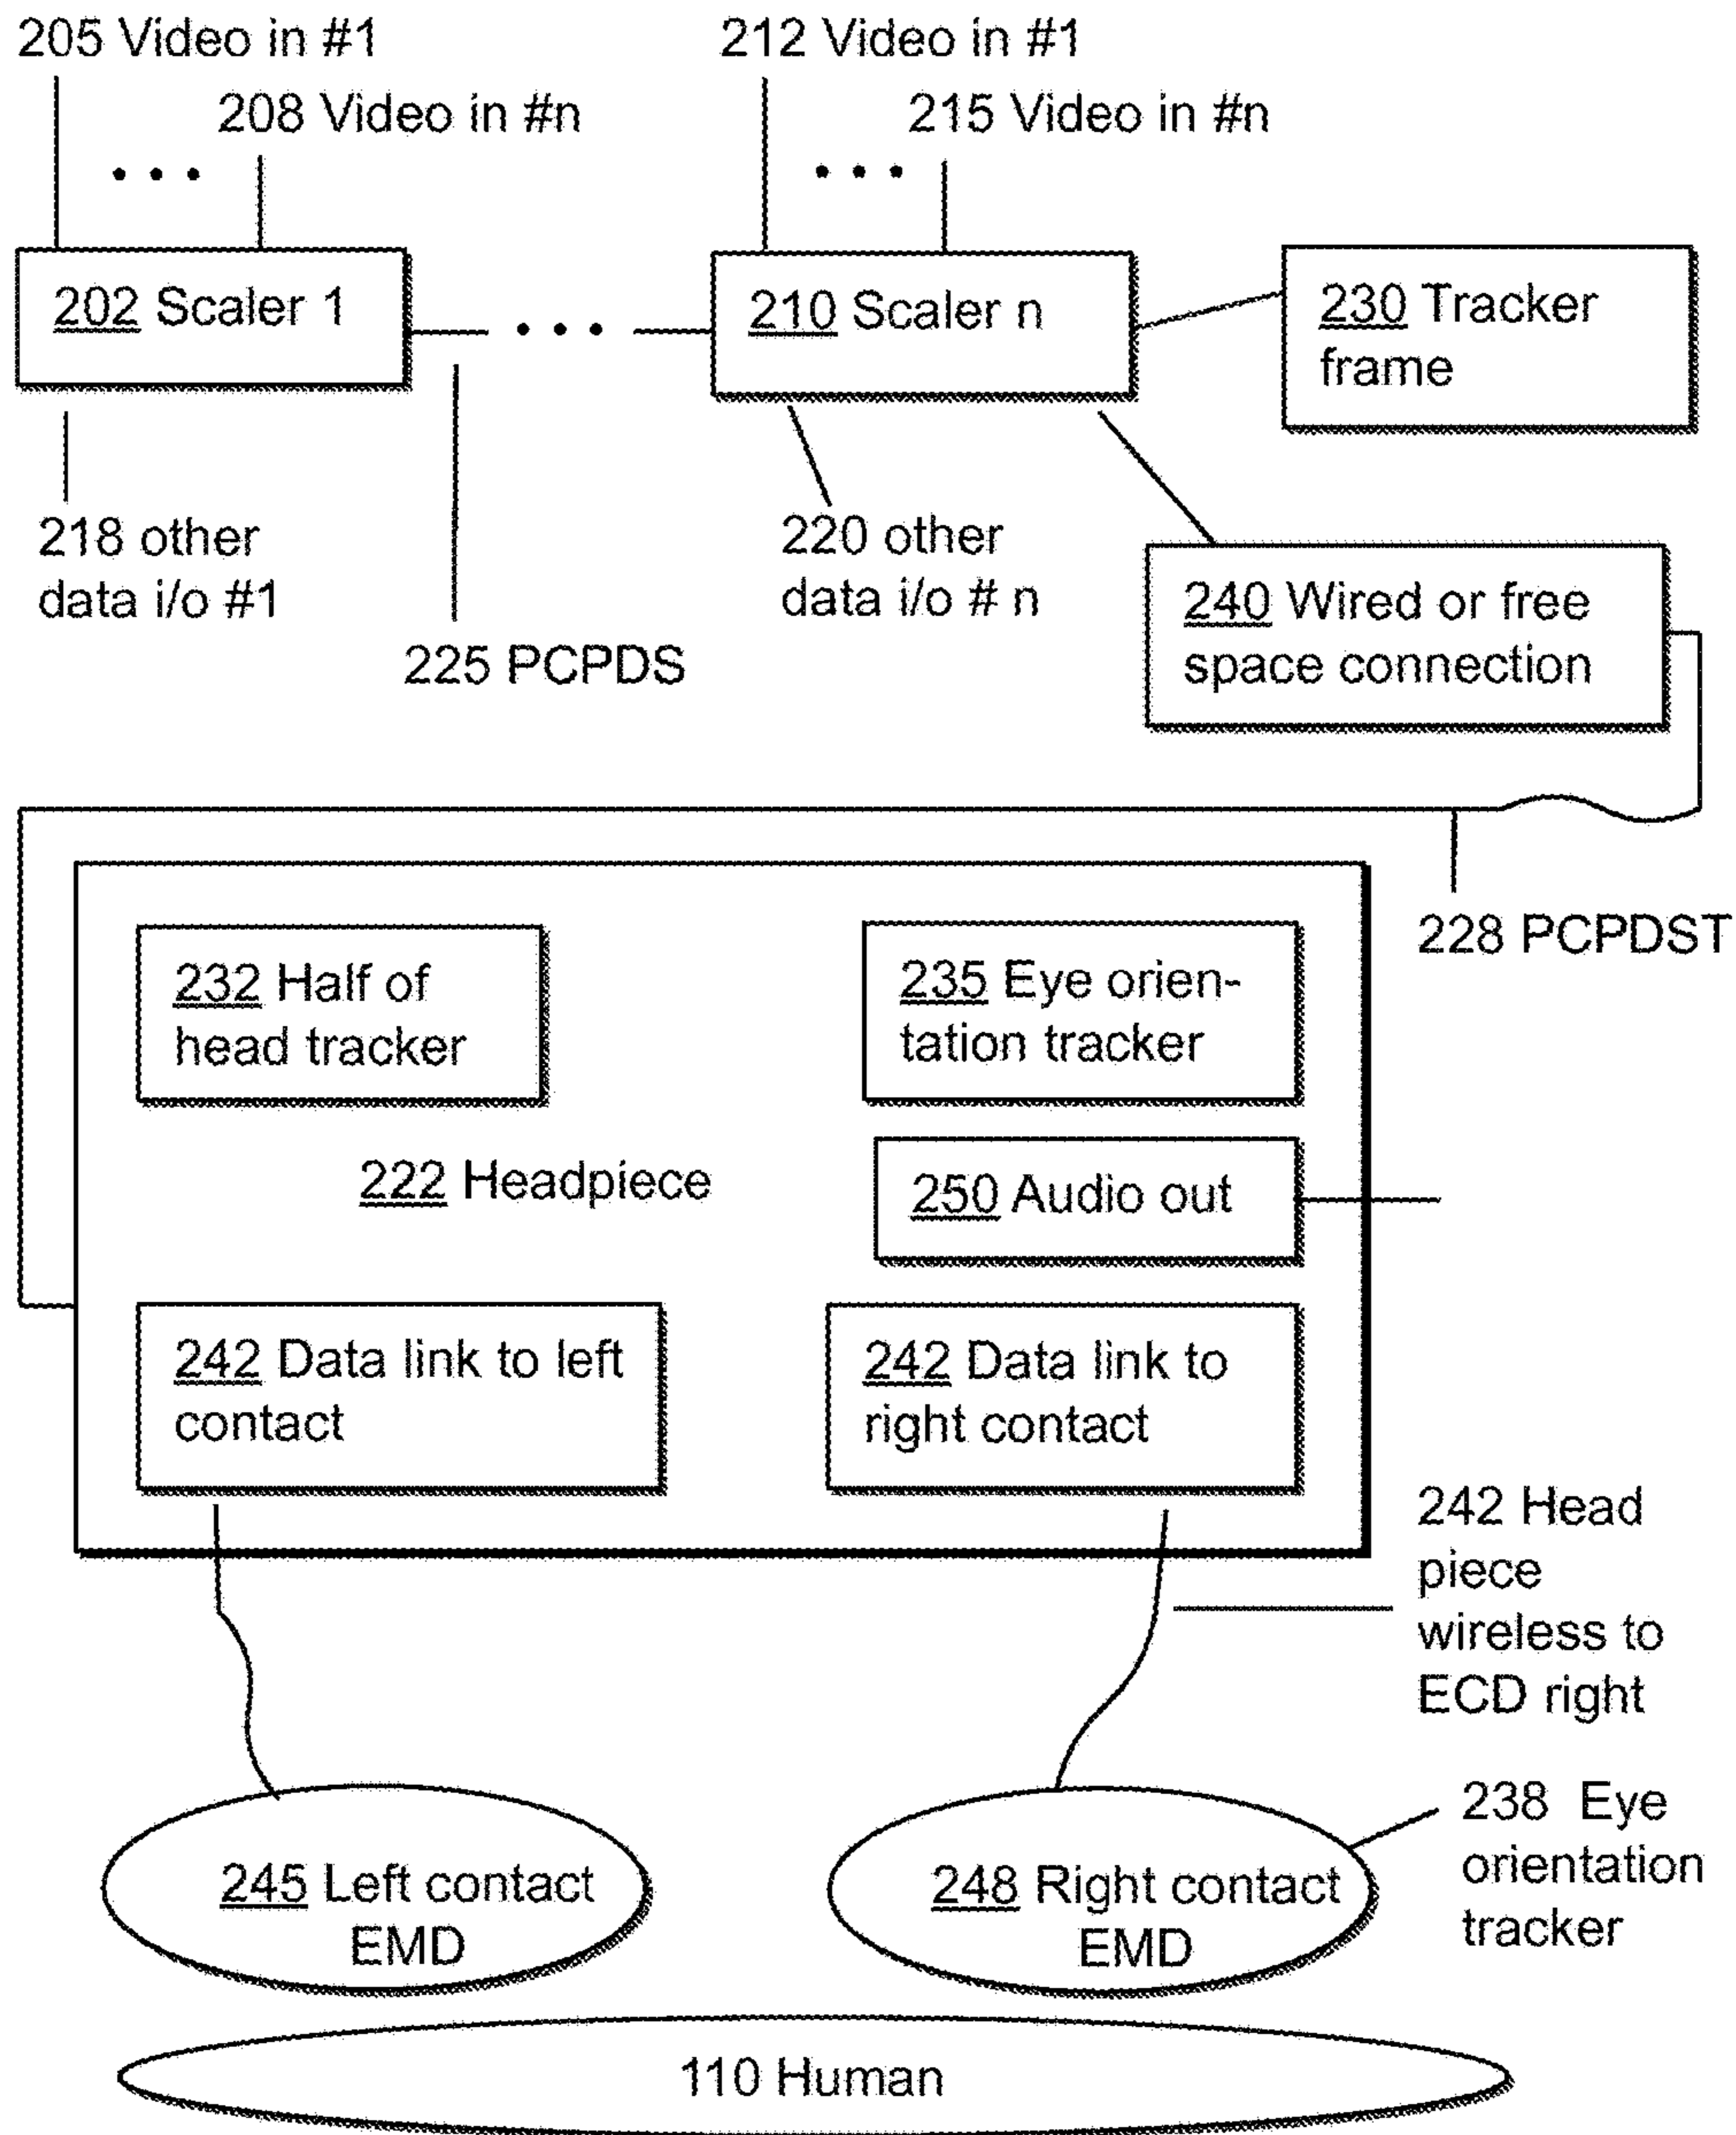 205 Video in #1
212 Video in #1
208 Video in #n
215 Video in #n
202 Scaler 1
210 Scaler n
230 Tracker
frame
218 other
data i/o #1
220 other
data i/o # n
225 PCPDS
240 Wired or free
space connection
228 PCPDST
232 Half of
head tracker
235 Eye orien-
tation tracker
222 Headpiece
250 Audio out
242 Data link to left
contact
242 Data link to
right contact
242 Head
piece
wireless to
ECD right
245 Left contact
EMD
248 Right contact
EMD
238 Eye
orientation
tracker
110 Human